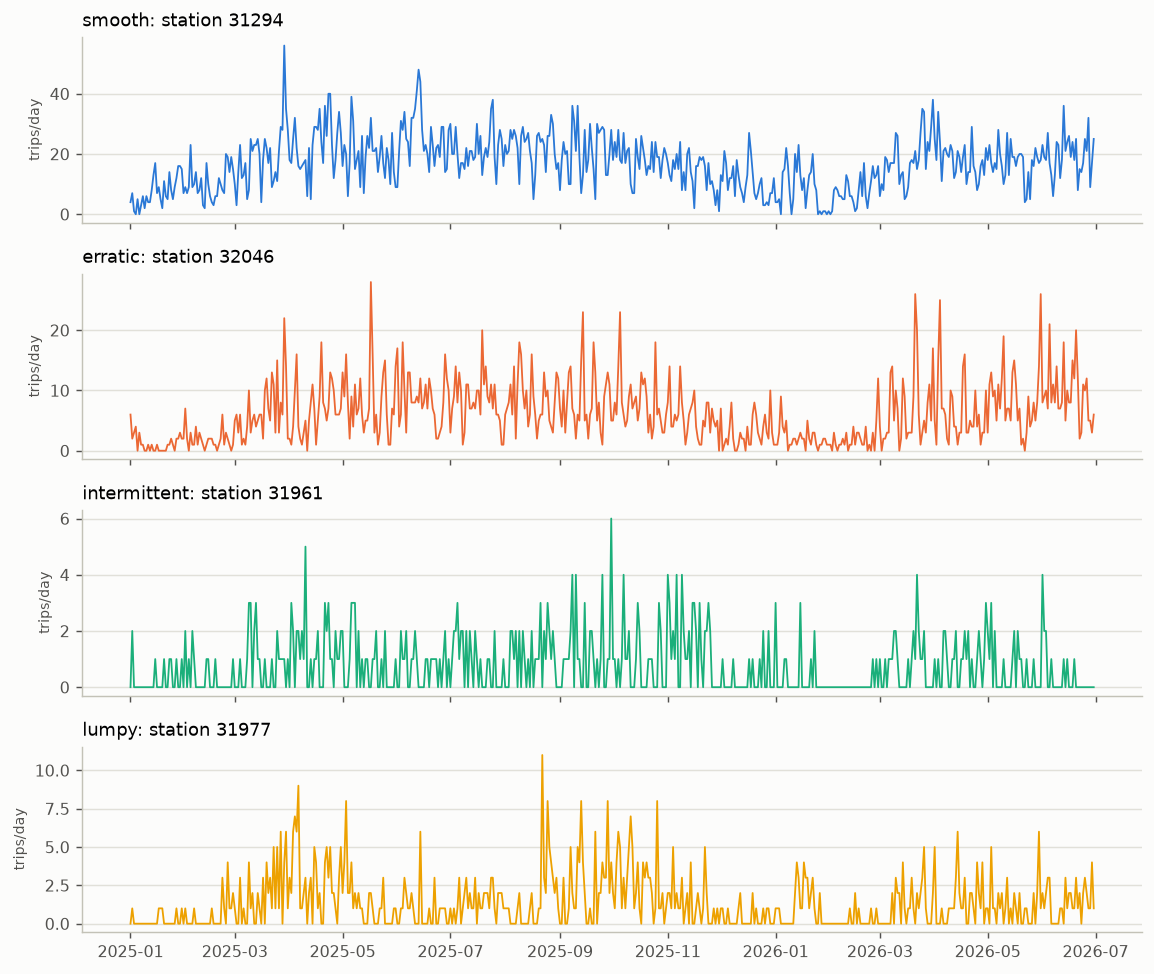 smooth: station 31294
trips/day
40
20
0
erratic: station 32046
trips/day
20
10
0
intermittent: station 31961
trips/day
6
4
2
0
lumpy: station 31977
trips/day
10.0
7.5
5.0
2.5
0.0
2025-01 2025-03 2025-05 2025-07 2025-09 2025-11 2026-01 2026-03 2026-05 2026-07